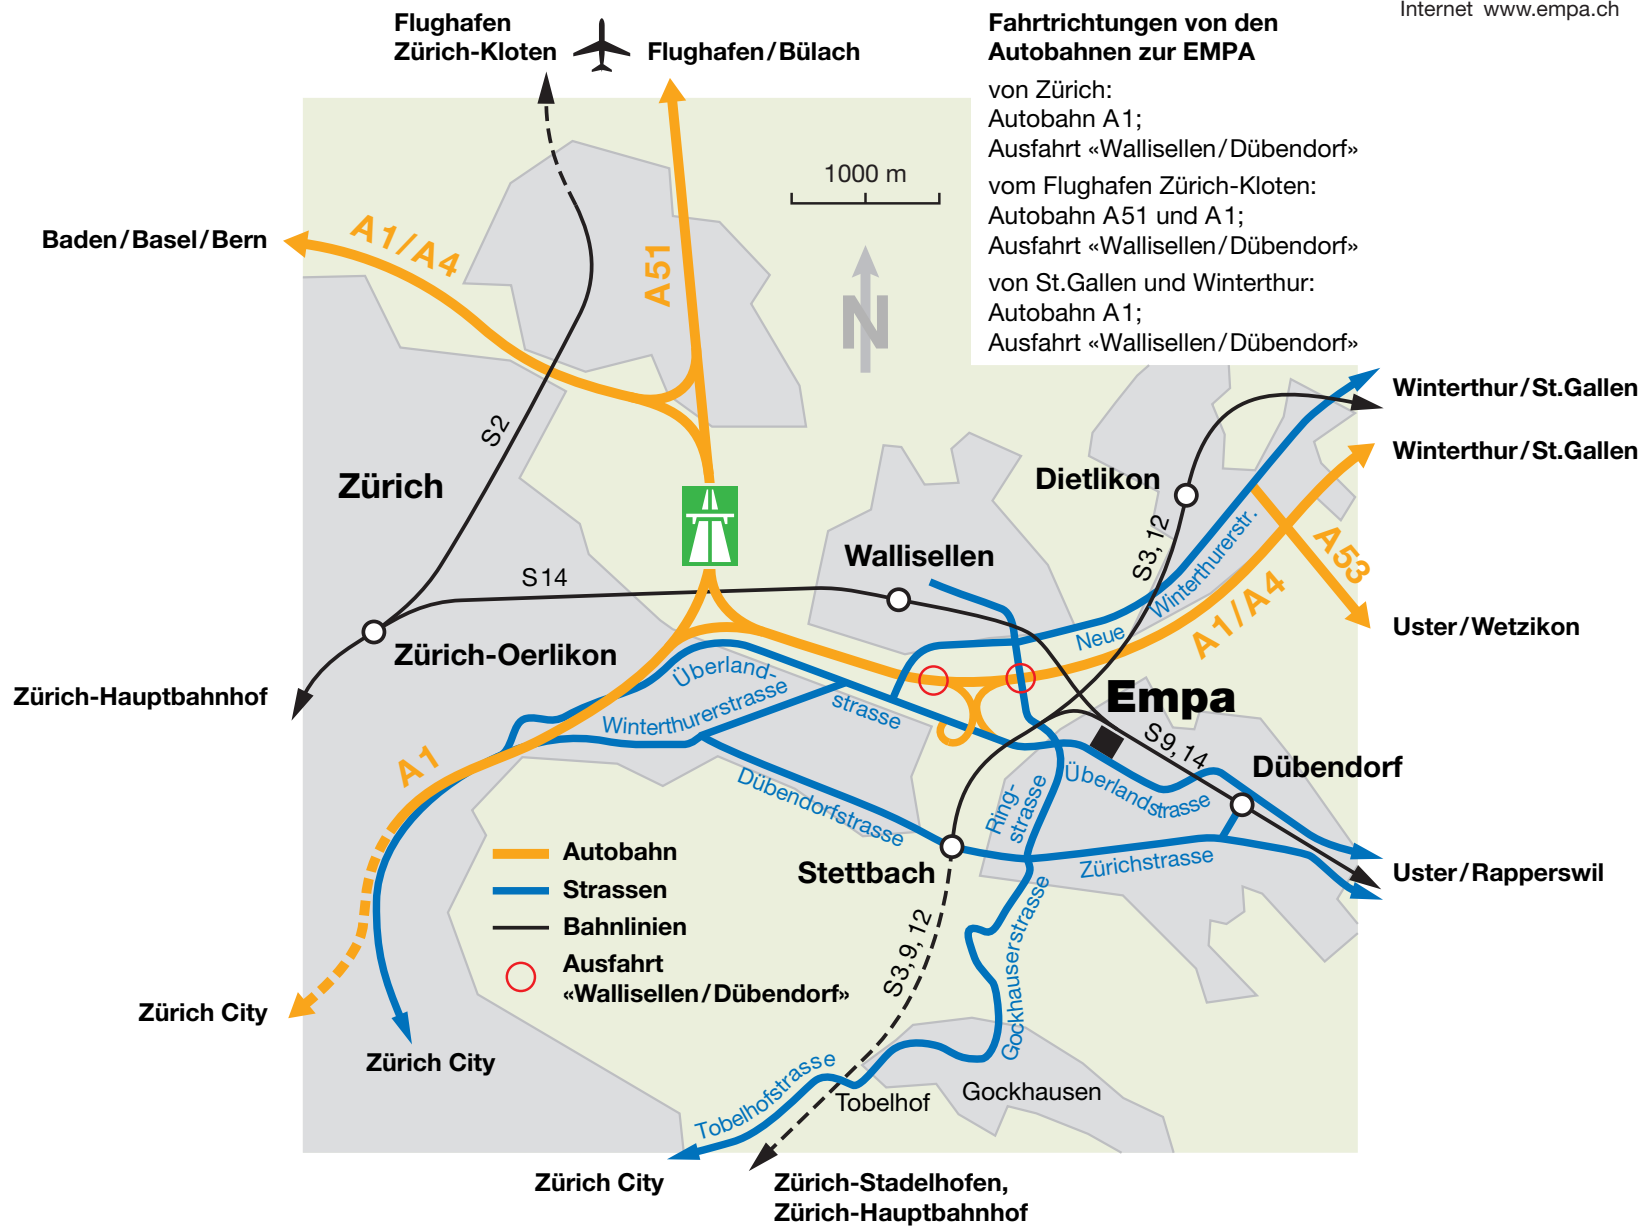 Internet www.empa.ch
Flughafen
Zürich-Kloten
Flughafen/Bülach
Fahrtrichtungen von den
Autobahnen zur EMPA
von Zürich:
Autobahn A1;
Ausfahrt «Wallisellen/Dübendorf»
vom Flughafen Zürich-Kloten:
Autobahn A51 und A1;
Ausfahrt «Wallisellen/Dübendorf»
von St.Gallen und Winterthur:
Autobahn A1;
Ausfahrt «Wallisellen/Dübendorf»
1000 m
N
Baden/Basel/Bern
A1/A4
A51
S2
Zürich
Winterthur/St.Gallen
Winterthur/St.Gallen
Dietlikon
S3, 12
Winterthurerstr.
A53
Wallisellen
S14
A1/A4
Neue
Uster/Wetzikon
Zürich-Oerlikon
Zürich-Hauptbahnhof
Überland-
strasse
Winterthurerstrasse
Empa
S9, 14
Dübendorf
A1
Dübendorfstrasse
Ring-
strasse
Überlandstrasse
Zürichstrasse
Stettbach
Uster/Rapperswil
Autobahn
Strassen
Bahnlinien
Ausfahrt
«Wallisellen/Dübendorf»
S3, 9, 12
Gockhauserstrasse
Zürich City
Zürich City
Tobelhofstrasse
Tobelhof
Gockhausen
Zürich City
Zürich-Stadelhofen,
Zürich-Hauptbahnhof